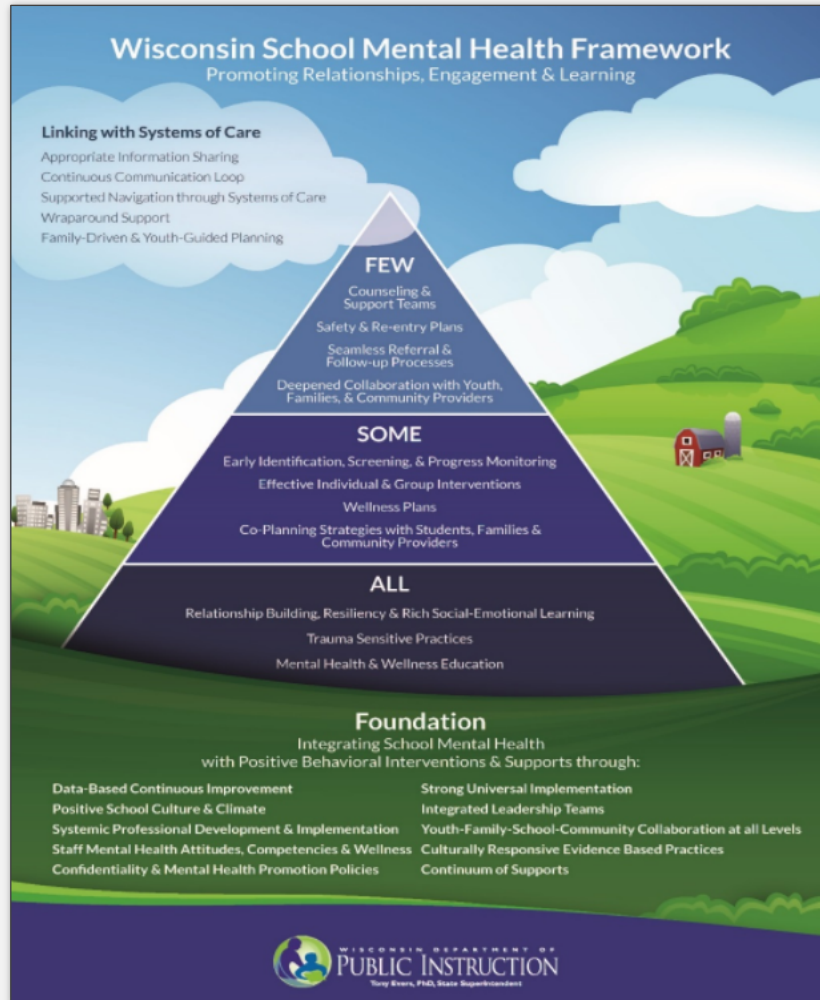 Wisconsin School Mental Health Framework
Promoting Relationships, Engagement & Learning
Linking with Systems of Care
Appropriate Information Sharing
Continuous Communication Loop
Supported Navigation through Systems of Care
Wraparound Support
Family-Driven & Youth-Guided Planning
FEW
Counseling &
Support Teams
Safety & Re-entry Plans
Seamless Referral &
Follow-up Processes
Deepened Collaboration with Youth,
Families, & Community Providers
SOME
Early Identification, Screening, & Progress Monitoring
Effective Individual & Group Interventions
Wellness Plans
Co-Planning Strategies with Students, Families &
Community Providers
ALL
Relationship Building, Resiliency & Rich Social-Emotional Learning
Trauma Sensitive Practices
Mental Health & Wellness Education
Foundation
Integrating School Mental Health
with Positive Behavioral Interventions & Supports through:
Data-Based Continuous Improvement
Positive School Culture & Climate
Systemic Professional Development & Implementation
Staff Mental Health Attitudes, Competencies & Wellness
Confidentiality & Mental Health Promotion Policies
Strong Universal Implementation
Integrated Leadership Teams
Youth-Family-School-Community Collaboration at all Levels
Culturally Responsive Evidence Based Practices
Continuum of Supports
WISCONSIN DEPARTMENT OF
PUBLIC INSTRUCTION
Tony Evers, PhD, State Superintendent